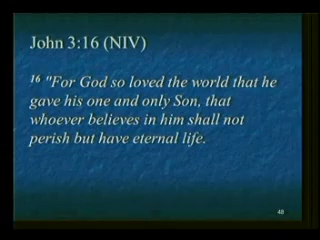 John 3:16 (NIV)
16 "For God so loved the world that he
gave his one and only Son, that
whoever believes in him shall not
perish but have eternal life.
48